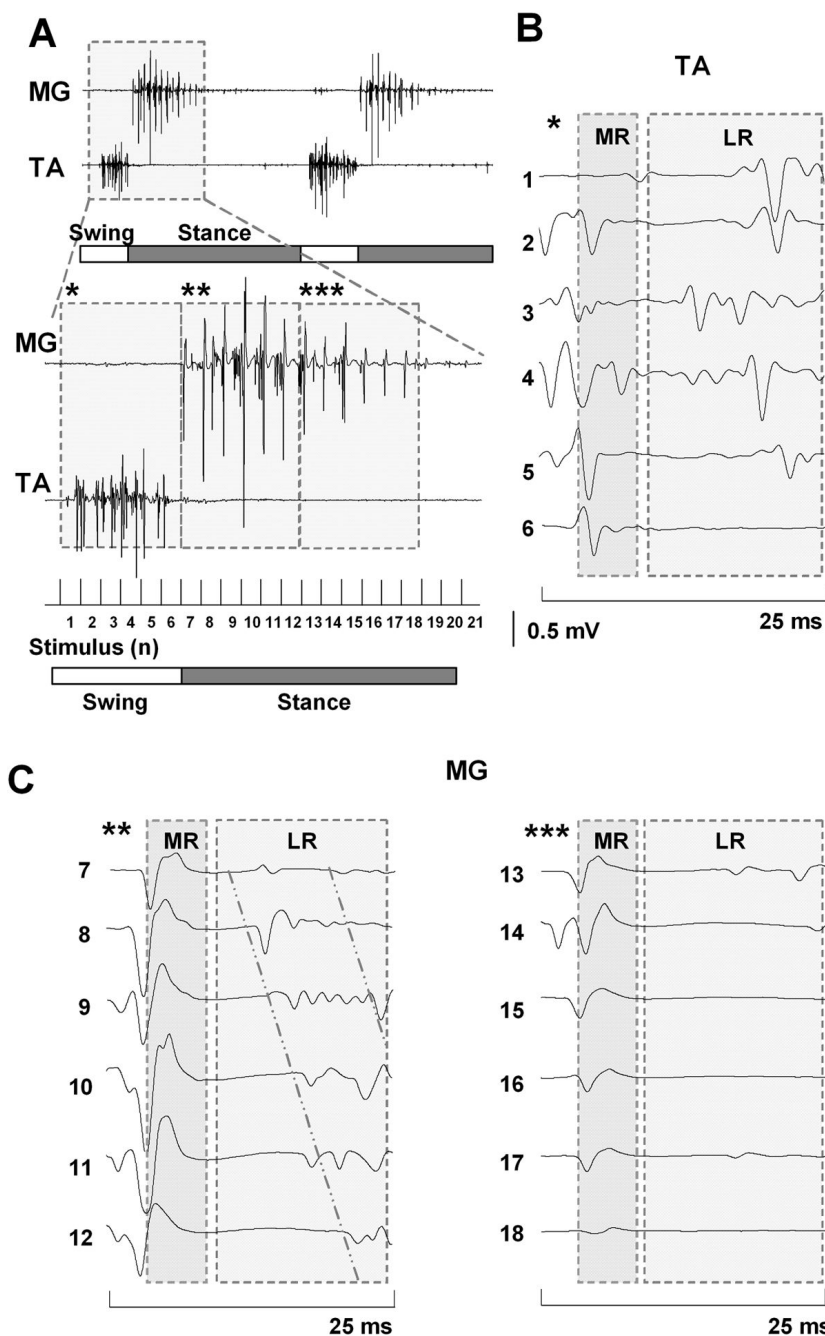 A
MG
TA
Swing Stance
* ** ***
MG
TA
1 2 3 4 5 6 7 8 9 10 11 12 13 14 15 16 17 18 19 20 21
Stimulus (n)
Swing Stance
B
TA
* MR LR
1
2
3
4
5
6
0.5 mV 25 ms
C
MG
** MR LR
7
8
9
10
11
12
25 ms
*** MR LR
13
14
15
16
17
18
25 ms